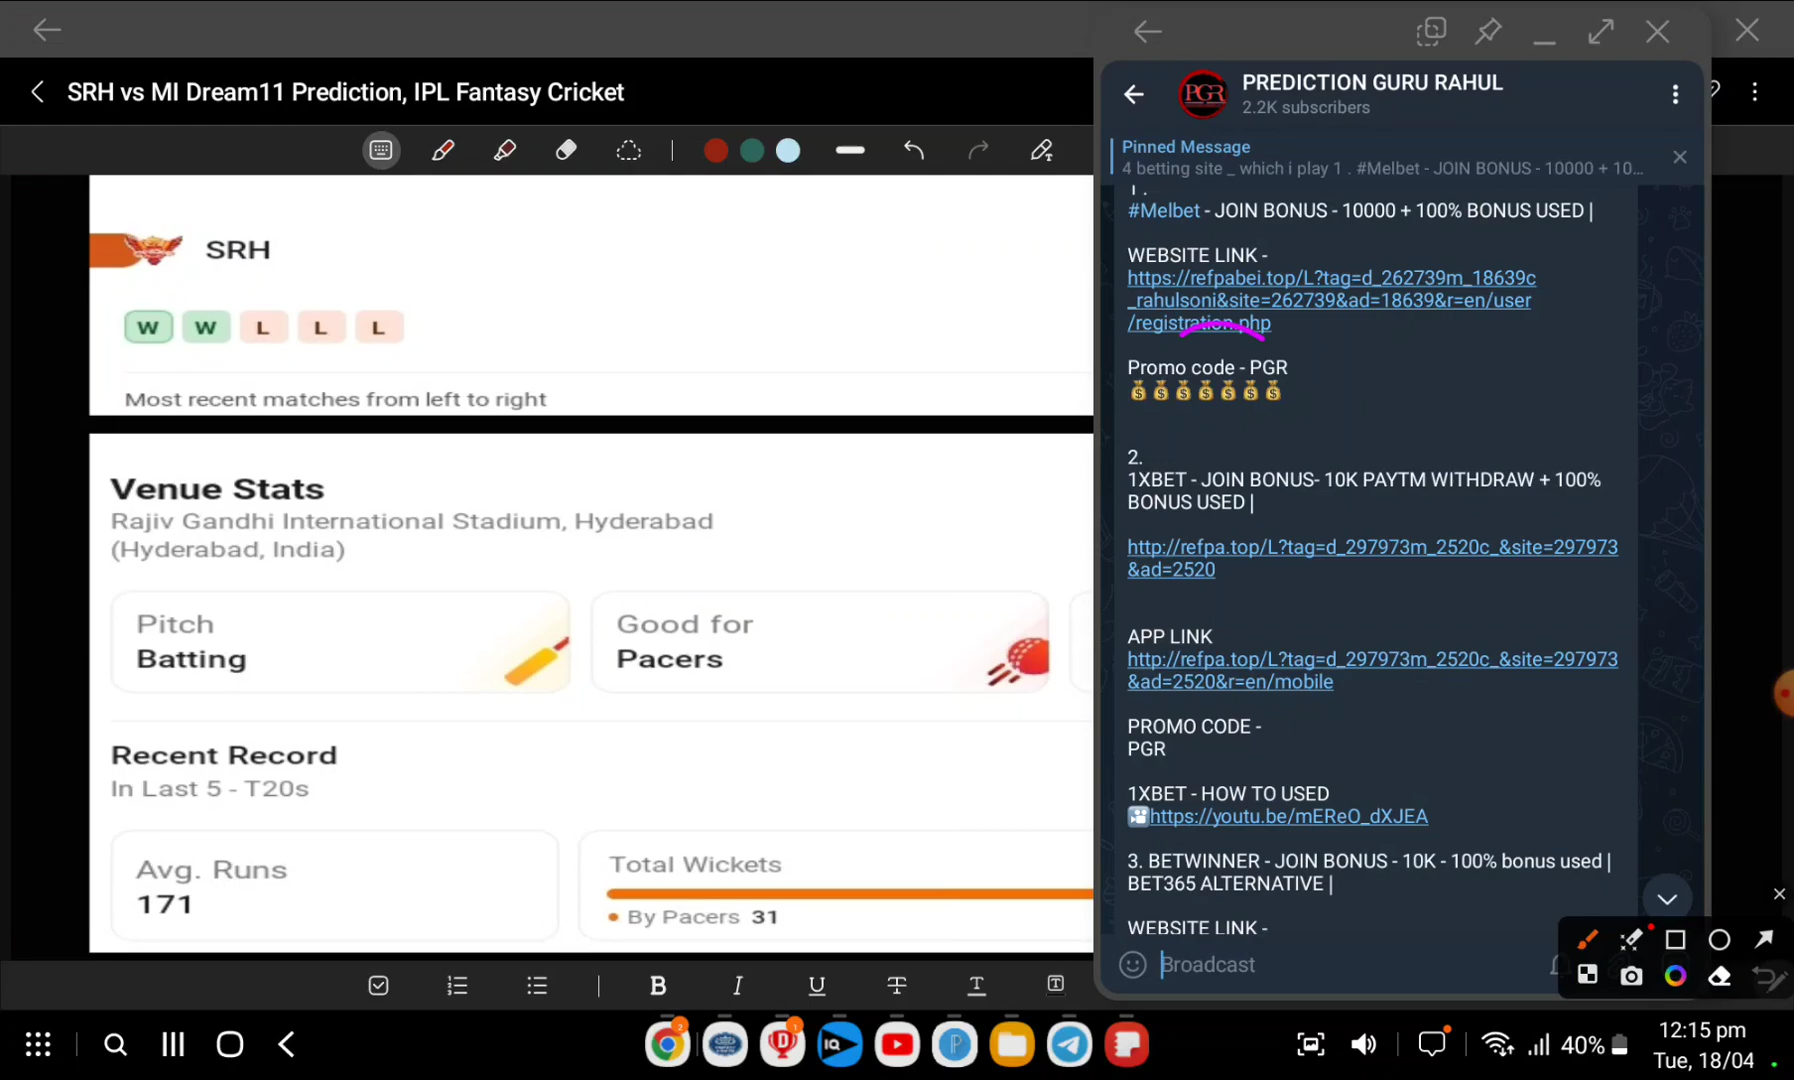 SRH vs MI Dream11 Prediction, IPL Fantasy Cricket
SRH
W W L L L
Most recent matches from left to right
Venue Stats
Rajiv Gandhi International Stadium, Hyderabad
(Hyderabad, India)
Pitch
Batting
Good for
Pacers
Recent Record
In Last 5 - T20s
Avg. Runs
171
Total Wickets
By Pacers 31
B I U T T T
PGR
PREDICTION GURU RAHUL
2.2K subscribers
Pinned Message
4 betting site _ which i play 1 . #Melbet - JOIN BONUS - 10000 + 10...
1 .
#Melbet - JOIN BONUS - 10000 + 100% BONUS USED |
WEBSITE LINK -
https://refpabei.top/L?tag=d_262739m_18639c
_rahulsoni&site=262739&ad=18639&r=en/user
/registration.php
Promo code - PGR
2.
1XBET - JOIN BONUS- 10K PAYTM WITHDRAW + 100%
BONUS USED |
http://refpa.top/L?tag=d_297973m_2520c_&site=297973
&ad=2520
APP LINK
http://refpa.top/L?tag=d_297973m_2520c_&site=297973
&ad=2520&r=en/mobile
PROMO CODE -
PGR
1XBET - HOW TO USED
https://youtu.be/mEReO_dXJEA
3. BETWINNER - JOIN BONUS - 10K - 100% bonus used |
BET365 ALTERNATIVE |
WEBSITE LINK -
Broadcast
2
1
IQ
40%
12:15 pm
Tue, 18/04